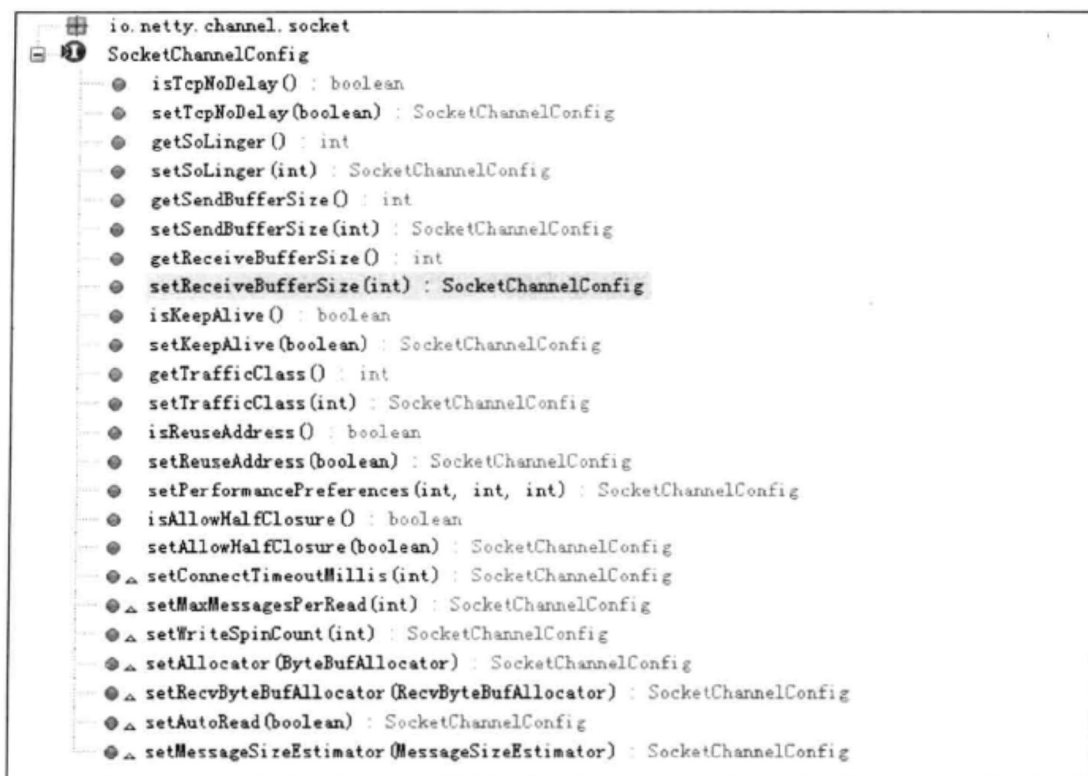 io.netty.channel.socket
SocketChannelConfig
isTcpNoDelay() : boolean
setTcpNoDelay(boolean) : SocketChannelConfig
getSoLinger() : int
setSoLinger(int) : SocketChannelConfig
getSendBufferSize() : int
setSendBufferSize(int) : SocketChannelConfig
getReceiveBufferSize() : int
setReceiveBufferSize(int) : SocketChannelConfig
isKeepAlive() : boolean
setKeepAlive(boolean) : SocketChannelConfig
getTrafficClass() : int
setTrafficClass(int) : SocketChannelConfig
isReuseAddress() : boolean
setReuseAddress(boolean) : SocketChannelConfig
setPerformancePreferences(int, int, int) : SocketChannelConfig
isAllowHalfClosure() : boolean
setAllowHalfClosure(boolean) : SocketChannelConfig
setConnectTimeoutMillis(int) : SocketChannelConfig
setMaxMessagesPerRead(int) : SocketChannelConfig
setWriteSpinCount(int) : SocketChannelConfig
setAllocator(ByteBufAllocator) : SocketChannelConfig
setRecvByteBufAllocator(RecvByteBufAllocator) : SocketChannelConfig
setAutoRead(boolean) : SocketChannelConfig
setMessageSizeEstimator(MessageSizeEstimator) : SocketChannelConfig